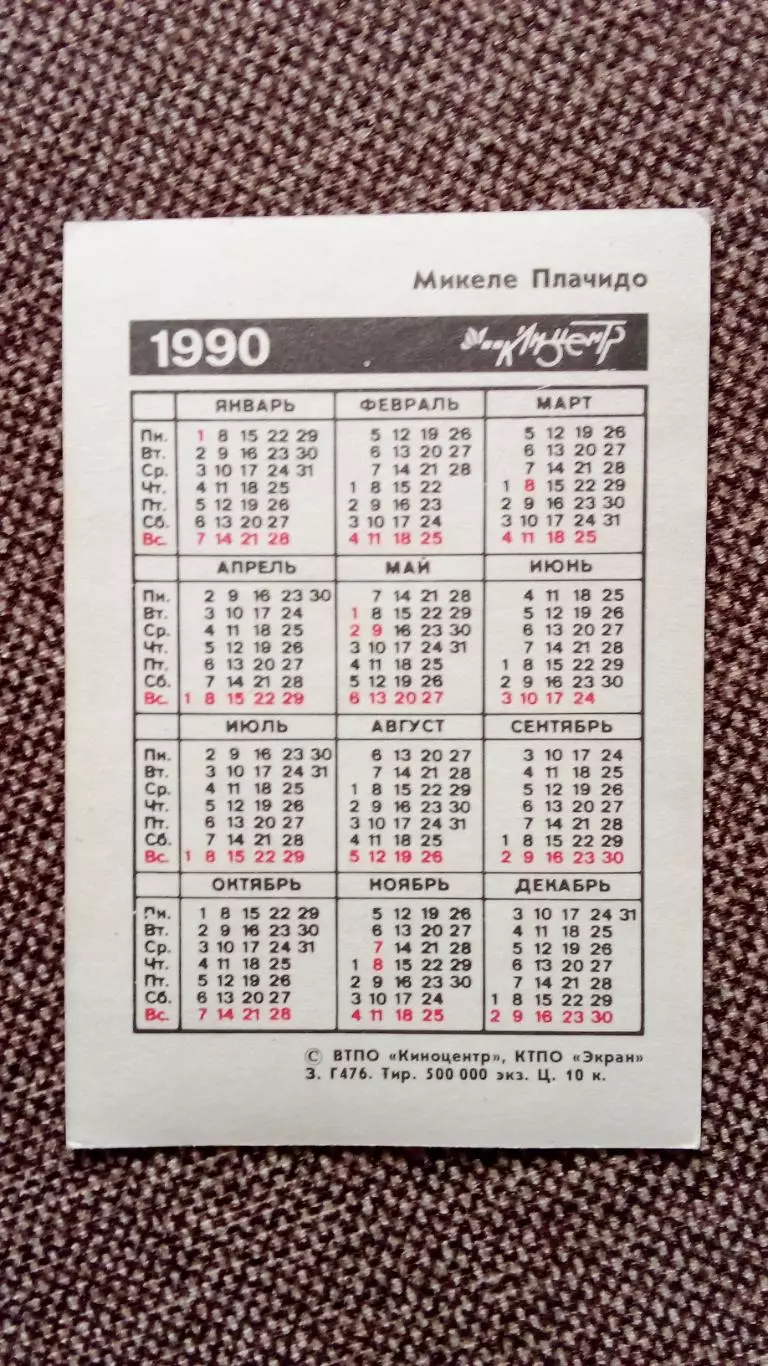 Микеле Плачидо
1990 Киноцентр
ЯНВАРЬ ФЕВРАЛЬ МАРТ
Пн. 1 8 15 22 29 5 12 19 26 5 12 19 26
Вт. 2 9 16 23 30 6 13 20 27 6 13 20 27
Ср. 3 10 17 24 31 7 14 21 28 7 14 21 28
Чт. 4 11 18 25 1 8 15 22 1 8 15 22 29
Пт. 5 12 19 26 2 9 16 23 2 9 16 23 30
Сб. 6 13 20 27 3 10 17 24 3 10 17 24 31
Вс. 7 14 21 28 4 11 18 25 4 11 18 25
АПРЕЛЬ МАЙ ИЮНЬ
Пн. 2 9 16 23 30 7 14 21 28 4 11 18 25
Вт. 3 10 17 24 1 8 15 22 29 5 12 19 26
Ср. 4 11 18 25 2 9 16 23 30 6 13 20 27
Чт. 5 12 19 26 3 10 17 24 31 7 14 21 28
Пт. 6 13 20 27 4 11 18 25 1 8 15 22 29
Сб. 7 14 21 28 5 12 19 26 2 9 16 23 30
Вс. 1 8 15 22 29 6 13 20 27 3 10 17 24
ИЮЛЬ АВГУСТ СЕНТЯБРЬ
Пн. 2 9 16 23 30 6 13 20 27 3 10 17 24
Вт. 3 10 17 24 31 7 14 21 28 4 11 18 25
Ср. 4 11 18 25 1 8 15 22 29 5 12 19 26
Чт. 5 12 19 26 2 9 16 23 30 6 13 20 27
Пт. 6 13 20 27 3 10 17 24 31 7 14 21 28
Сб. 7 14 21 28 4 11 18 25 1 8 15 22 29
Вс. 1 8 15 22 29 5 12 19 26 2 9 16 23 30
ОКТЯБРЬ НОЯБРЬ ДЕКАБРЬ
Пн. 1 8 15 22 29 5 12 19 26 3 10 17 24 31
Вт. 2 9 16 23 30 6 13 20 27 4 11 18 25
Ср. 3 10 17 24 31 7 14 21 28 5 12 19 26
Чт. 4 11 18 25 1 8 15 22 29 6 13 20 27
Пт. 5 12 19 26 2 9 16 23 30 7 14 21 28
Сб. 6 13 20 27 3 10 17 24 1 8 15 22 29
Вс. 7 14 21 28 4 11 18 25 2 9 16 23 30
© ВТПО «Киноцентр», КТПО «Экран»
З. Г476. Тир. 500 000 экз. Ц. 10 к.